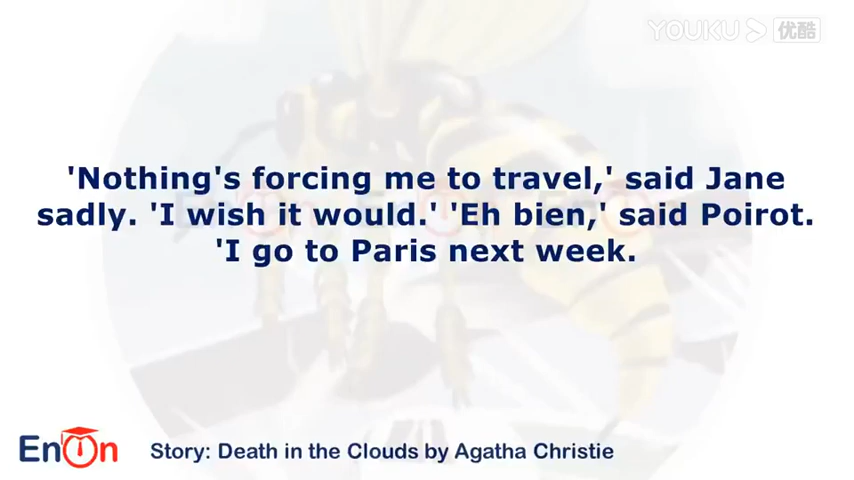 YOUKU 优酷
'Nothing's forcing me to travel,' said Jane
sadly. 'I wish it would.' 'Eh bien,' said Poirot.
'I go to Paris next week.
EnOn
Story: Death in the Clouds by Agatha Christie